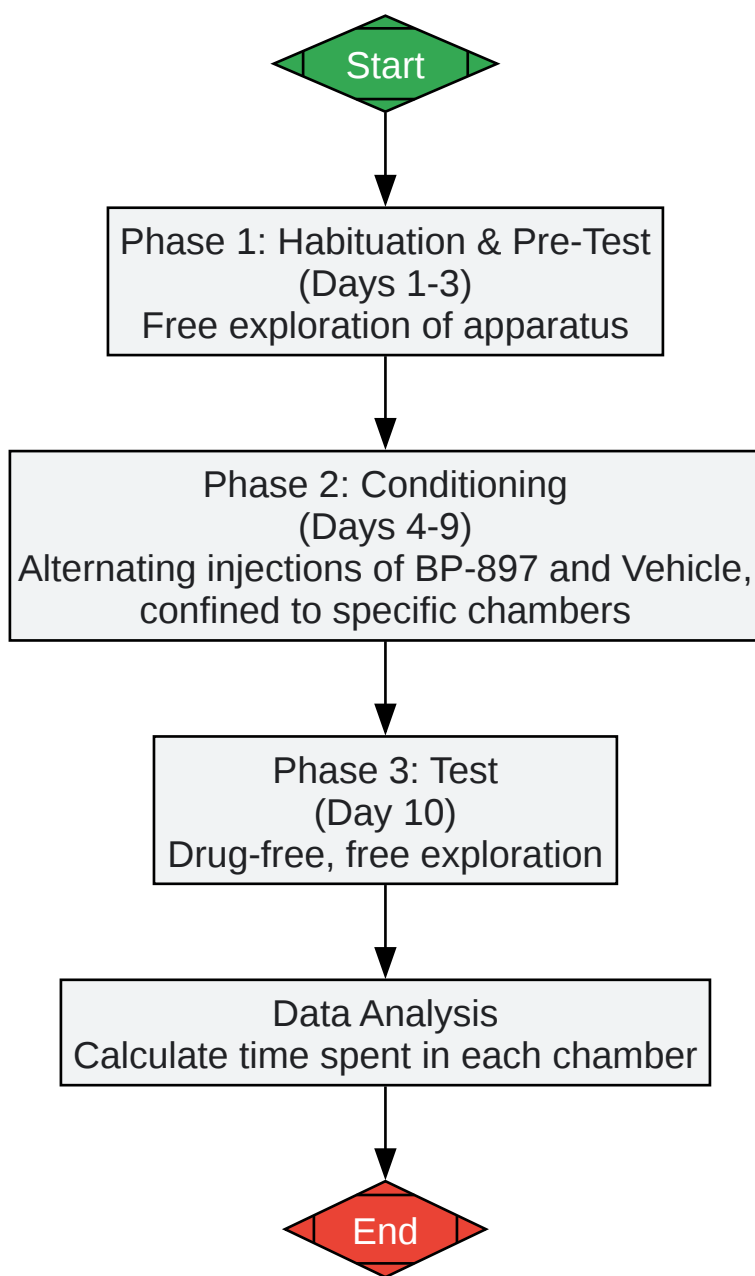 Start
Phase 1: Habituation & Pre-Test
(Days 1-3)
Free exploration of apparatus
Phase 2: Conditioning
(Days 4-9)
Alternating injections of BP-897 and Vehicle,
confined to specific chambers
Phase 3: Test
(Day 10)
Drug-free, free exploration
Data Analysis
Calculate time spent in each chamber
End